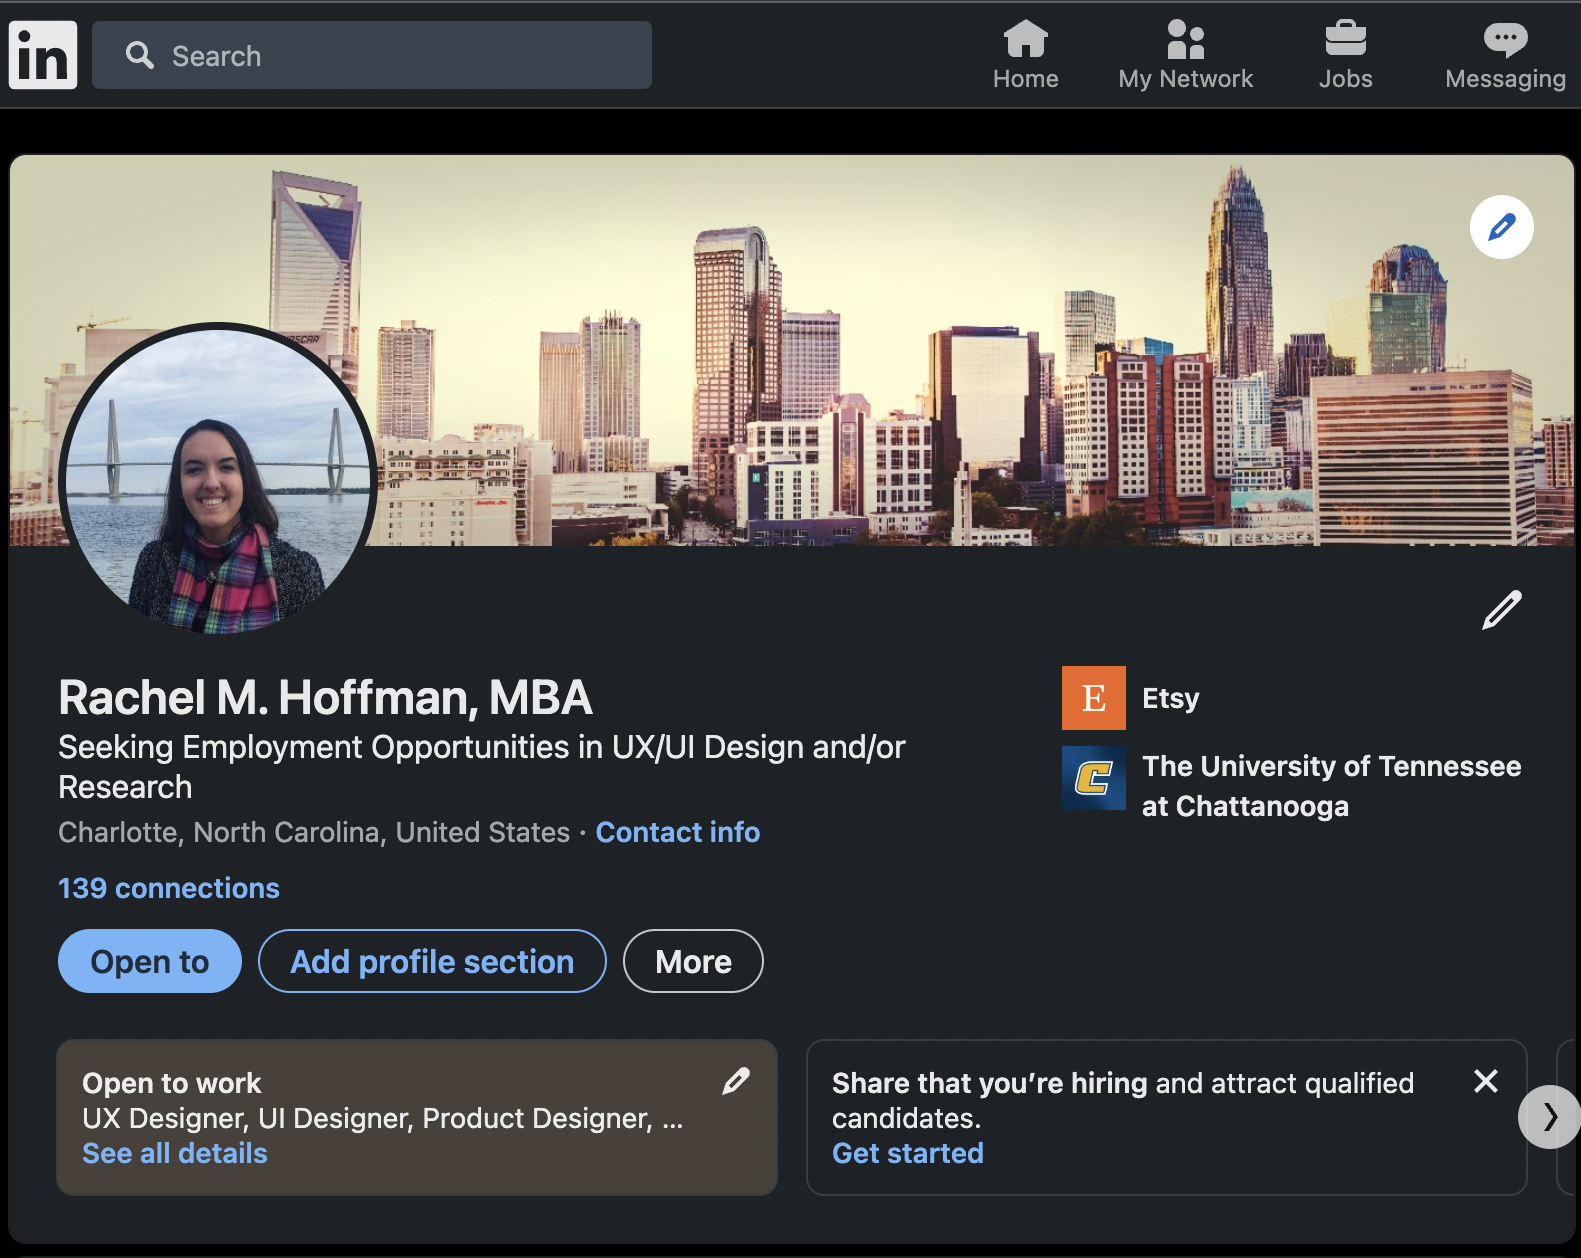 in
Search
Home
My Network
Jobs
Messaging
NASCAR
Rachel M. Hoffman, MBA
Seeking Employment Opportunities in UX/UI Design and/or
Research
Charlotte, North Carolina, United States · Contact info
139 connections
E
Etsy
C
The University of Tennessee
at Chattanooga
Open to
Add profile section
More
Open to work
UX Designer, UI Designer, Product Designer, ...
See all details
Share that you’re hiring and attract qualified
candidates.
Get started